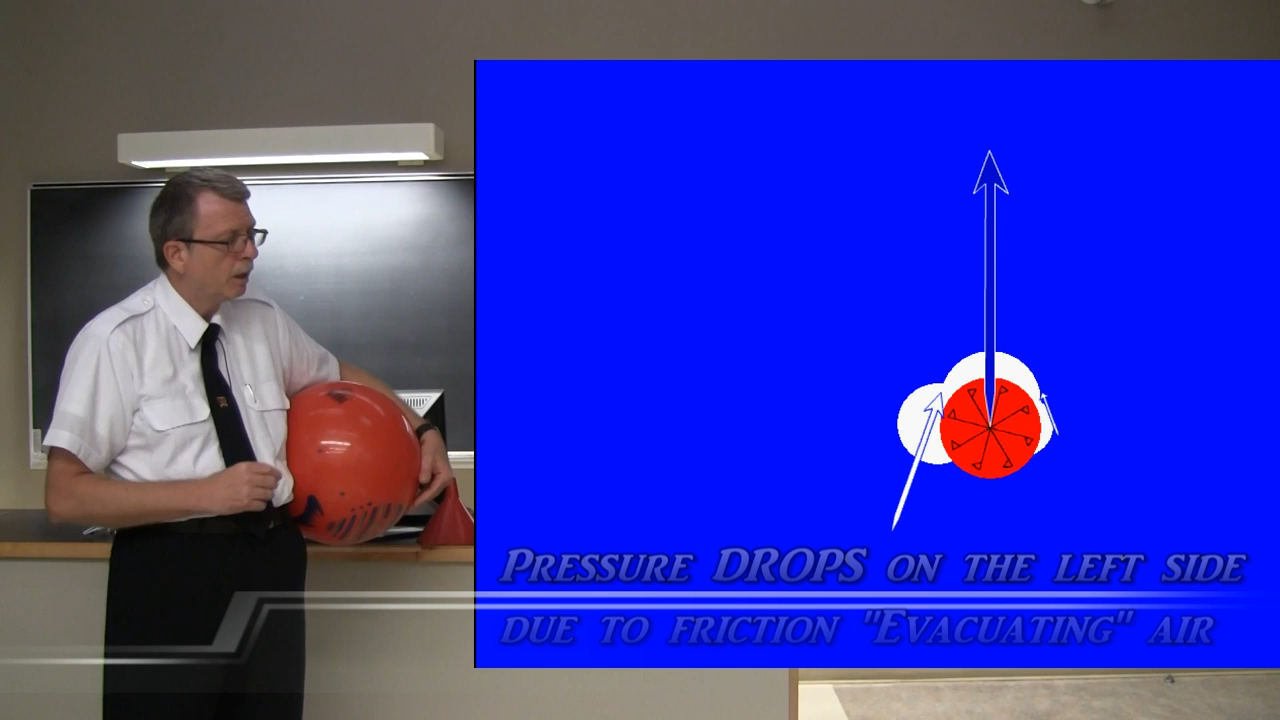 Pressure DROPS on the left side
due to friction "Evacuating" air